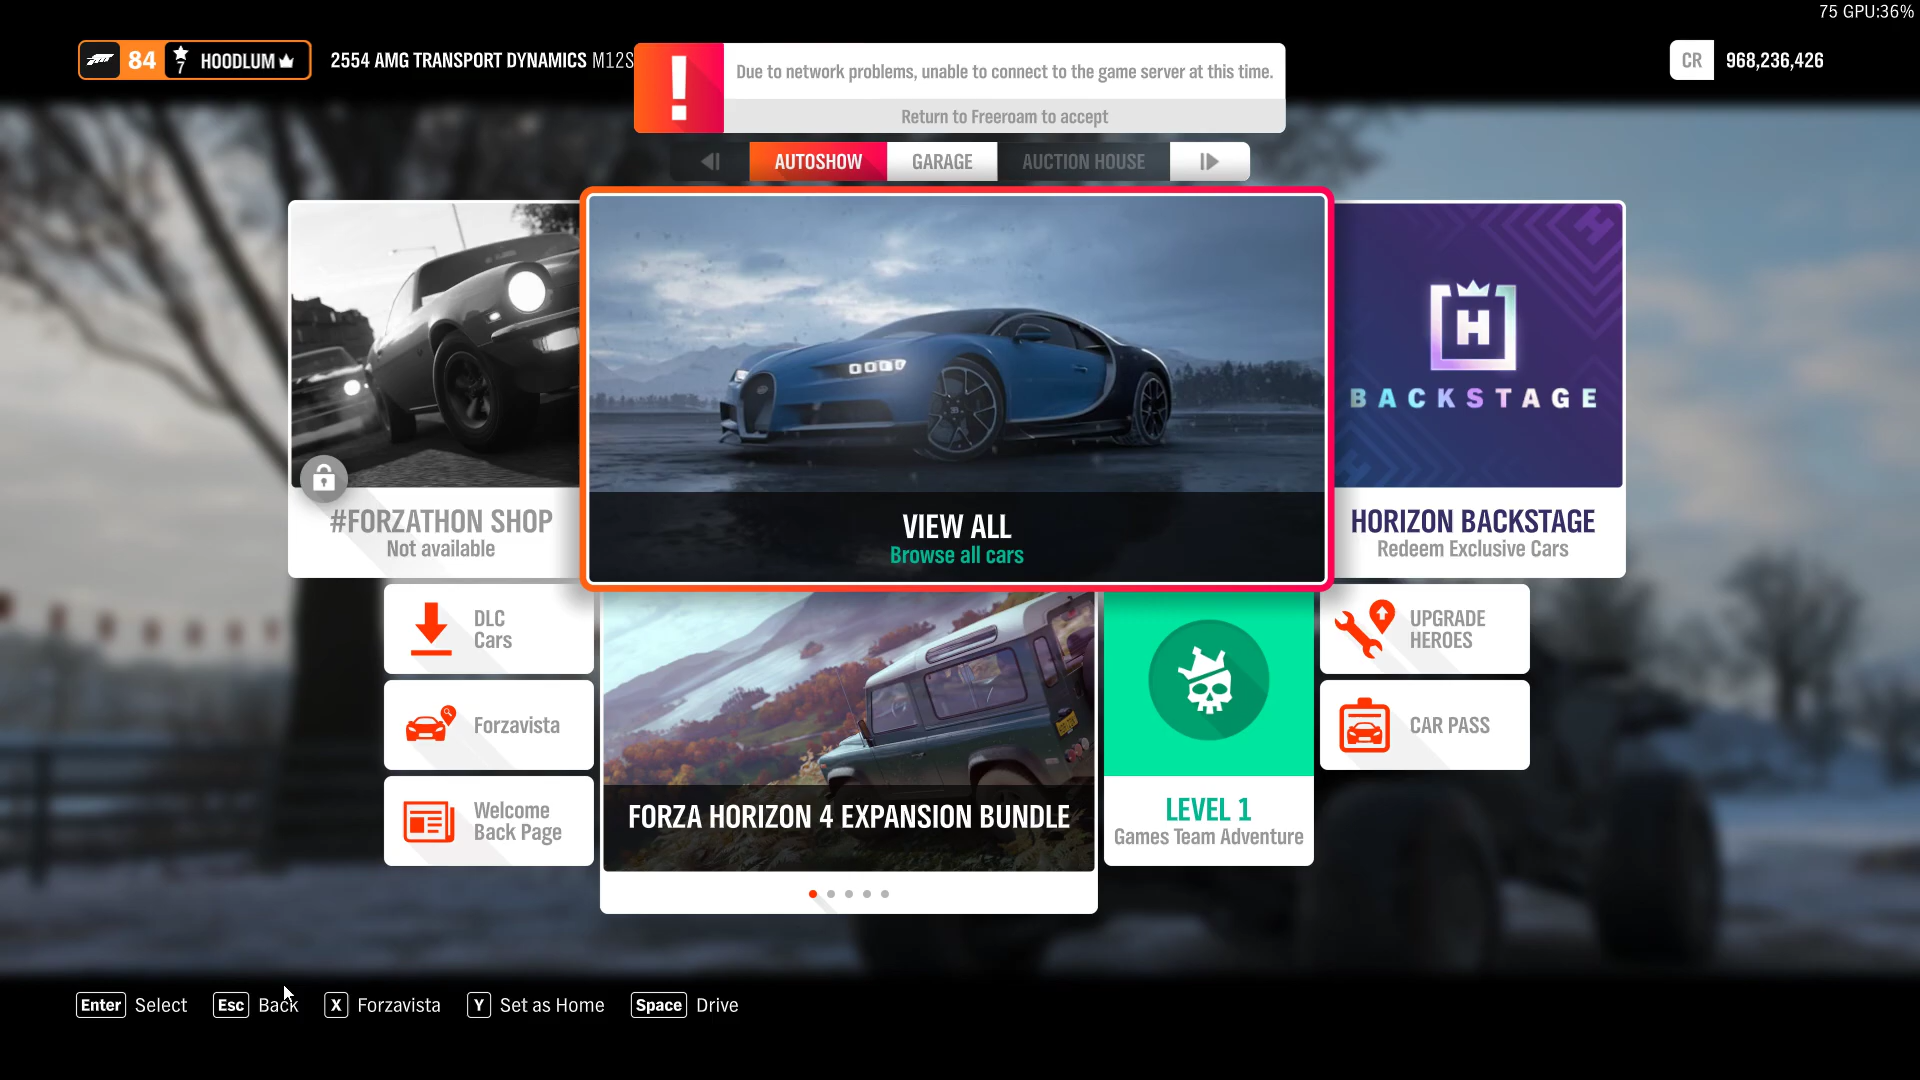 75 GPU:36%
84 7 HOODLUM
2554 AMG TRANSPORT DYNAMICS M12S
Due to network problems, unable to connect to the game server at this time.
Return to Freeroam to accept
CR 968,236,426
AUTOSHOW
GARAGE
AUCTION HOUSE
#FORZATHON SHOP
Not available
VIEW ALL
Browse all cars
H
BACKSTAGE
HORIZON BACKSTAGE
Redeem Exclusive Cars
DLC
Cars
Forzavista
Welcome
Back Page
FORZA HORIZON 4 EXPANSION BUNDLE
LEVEL 1
Games Team Adventure
UPGRADE
HEROES
CAR PASS
Enter Select
Esc Back
X Forzavista
Y Set as Home
Space Drive